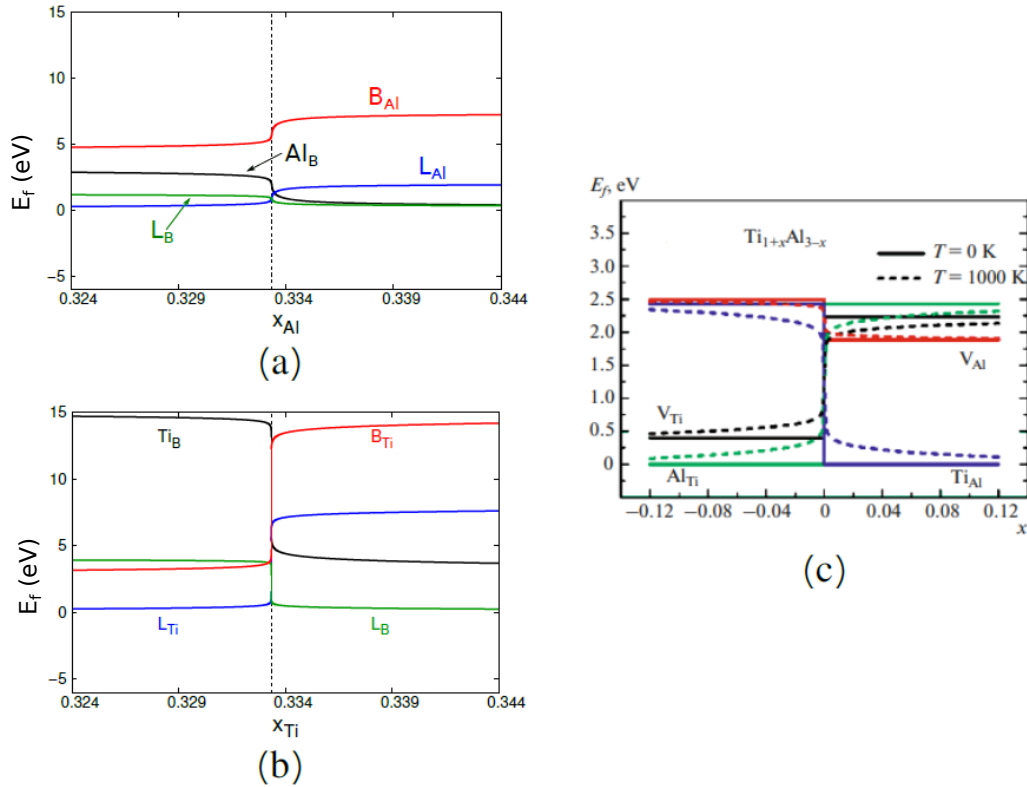 15
10
5
0
−5
E_f (eV)
B_Al
Al_B
L_Al
L_B
0.324
0.329
0.334
0.339
0.344
x_Al
(a)
15
10
5
0
−5
E_f (eV)
Ti_B
B_Ti
L_Ti
L_B
0.324
0.329
0.334
0.339
0.344
x_Ti
(b)
E_f, eV
Ti_{1+x}Al_{3–x}
T = 0 K
T = 1000 K
3.5
3.0
2.5
2.0
1.5
1.0
0.5
0
V_Al
V_Ti
Al_Ti
Ti_Al
−0.12
−0.08
−0.04
0
0.04
0.08
0.12
x
(c)